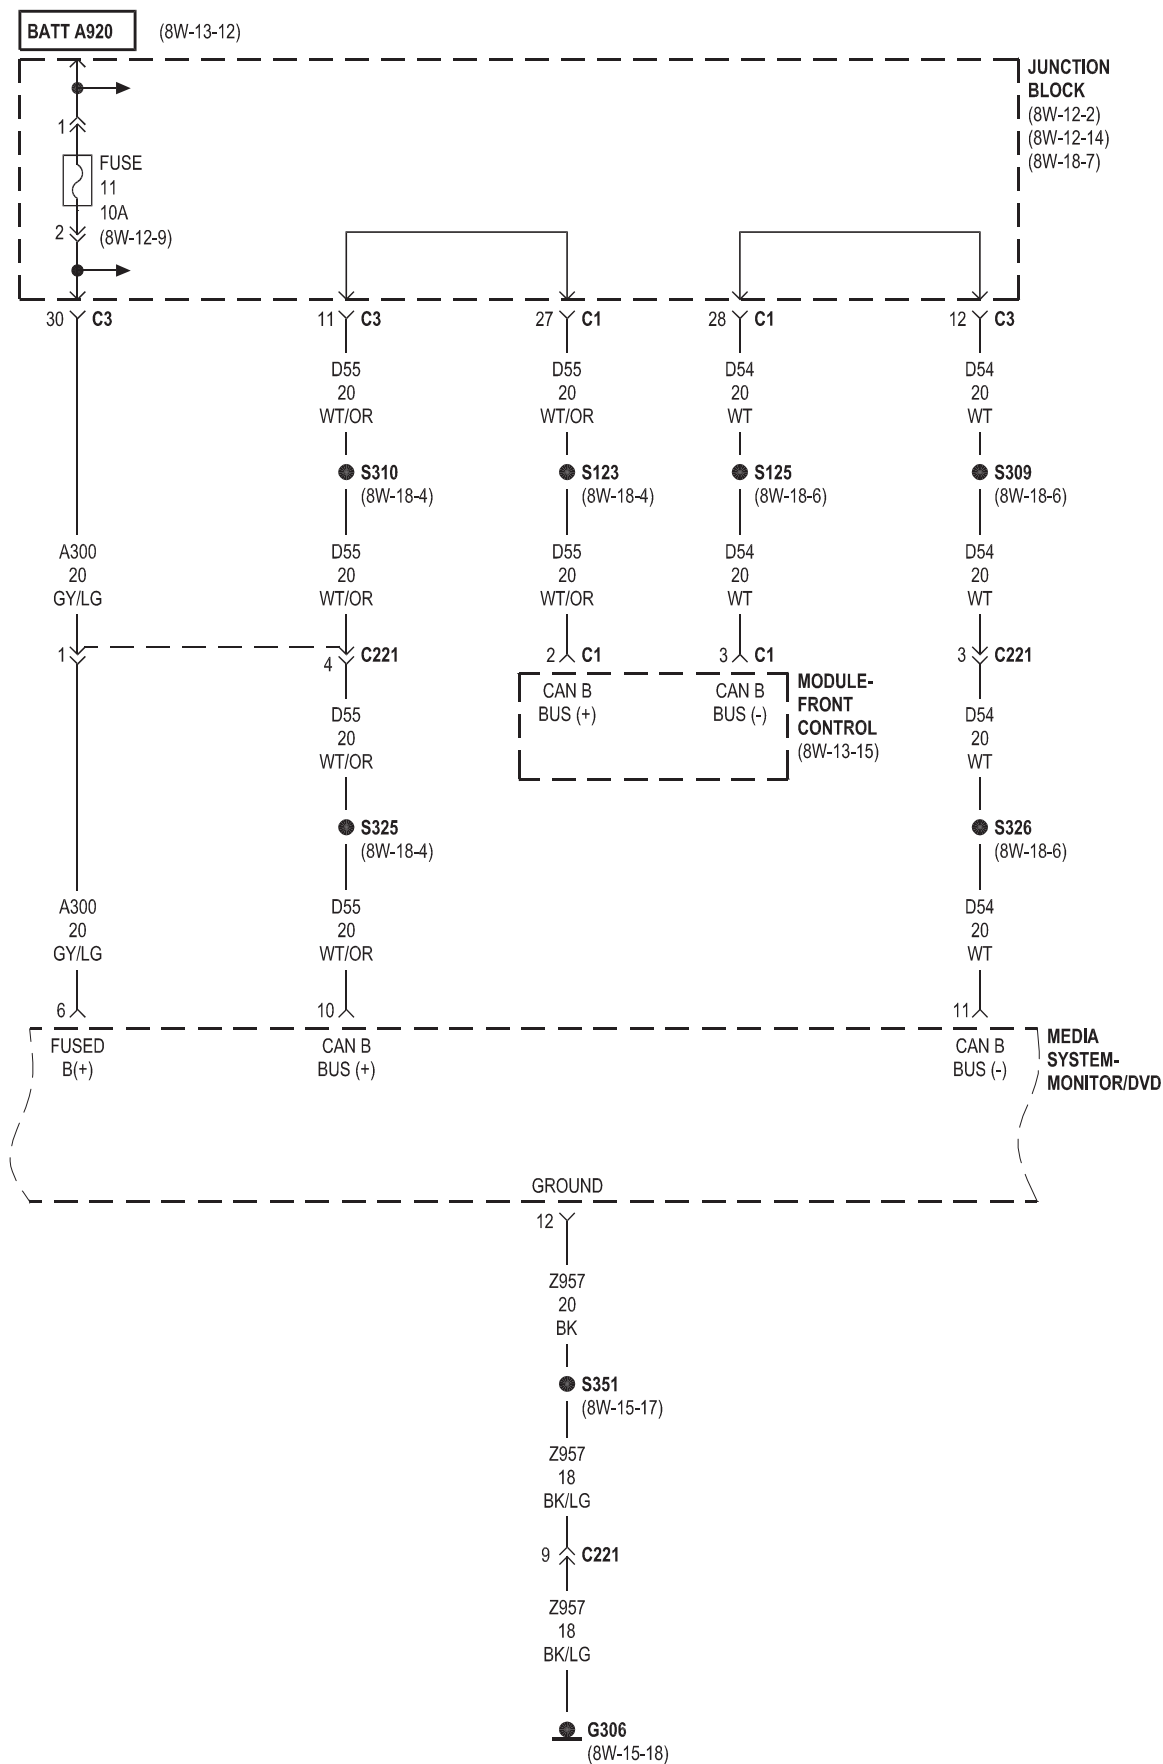 BATT A920 (8W-13-12)
JUNCTION
BLOCK
(8W-12-2)
(8W-12-14)
(8W-18-7)
1
FUSE
11
10A
2 (8W-12-9)
30 C3 11 C3 27 C1 28 C1 12 C3
D55 D55 D54 D54
20 20 20 20
WT/OR WT/OR WT WT
S310 S123 S125 S309
(8W-18-4) (8W-18-4) (8W-18-6) (8W-18-6)
A300 D55 D55 D54 D54
20 20 20 20 20
GY/LG WT/OR WT/OR WT WT
1 4 C221 2 C1 3 C1 3 C221
CAN B CAN B
BUS (+) BUS (-)
MODULE-
FRONT
CONTROL
(8W-13-15)
D55 D54
20 20
WT/OR WT
S325 S326
(8W-18-4) (8W-18-6)
A300 D55 D54
20 20 20
GY/LG WT/OR WT
6 10 11
FUSED CAN B CAN B
B(+) BUS (+) BUS (-)
MEDIA
SYSTEM-
MONITOR/DVD
GROUND
12
Z957
20
BK
S351
(8W-15-17)
Z957
18
BK/LG
9 C221
Z957
18
BK/LG
G306
(8W-15-18)